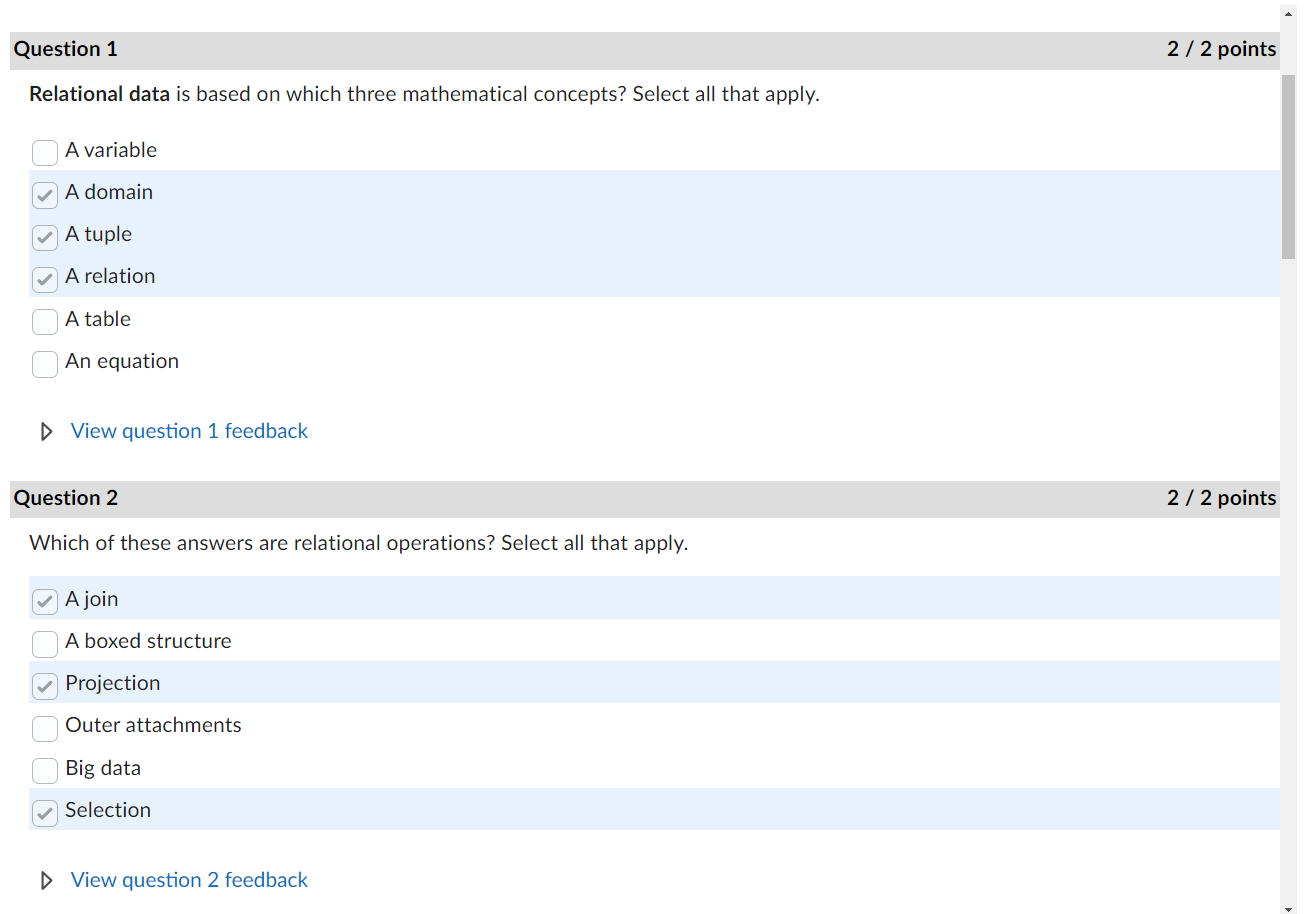 Question 1 2 / 2 points
Relational data is based on which three mathematical concepts? Select all that apply.
A variable
A domain
A tuple
A relation
A table
An equation
View question 1 feedback
Question 2 2 / 2 points
Which of these answers are relational operations? Select all that apply.
A join
A boxed structure
Projection
Outer attachments
Big data
Selection
View question 2 feedback